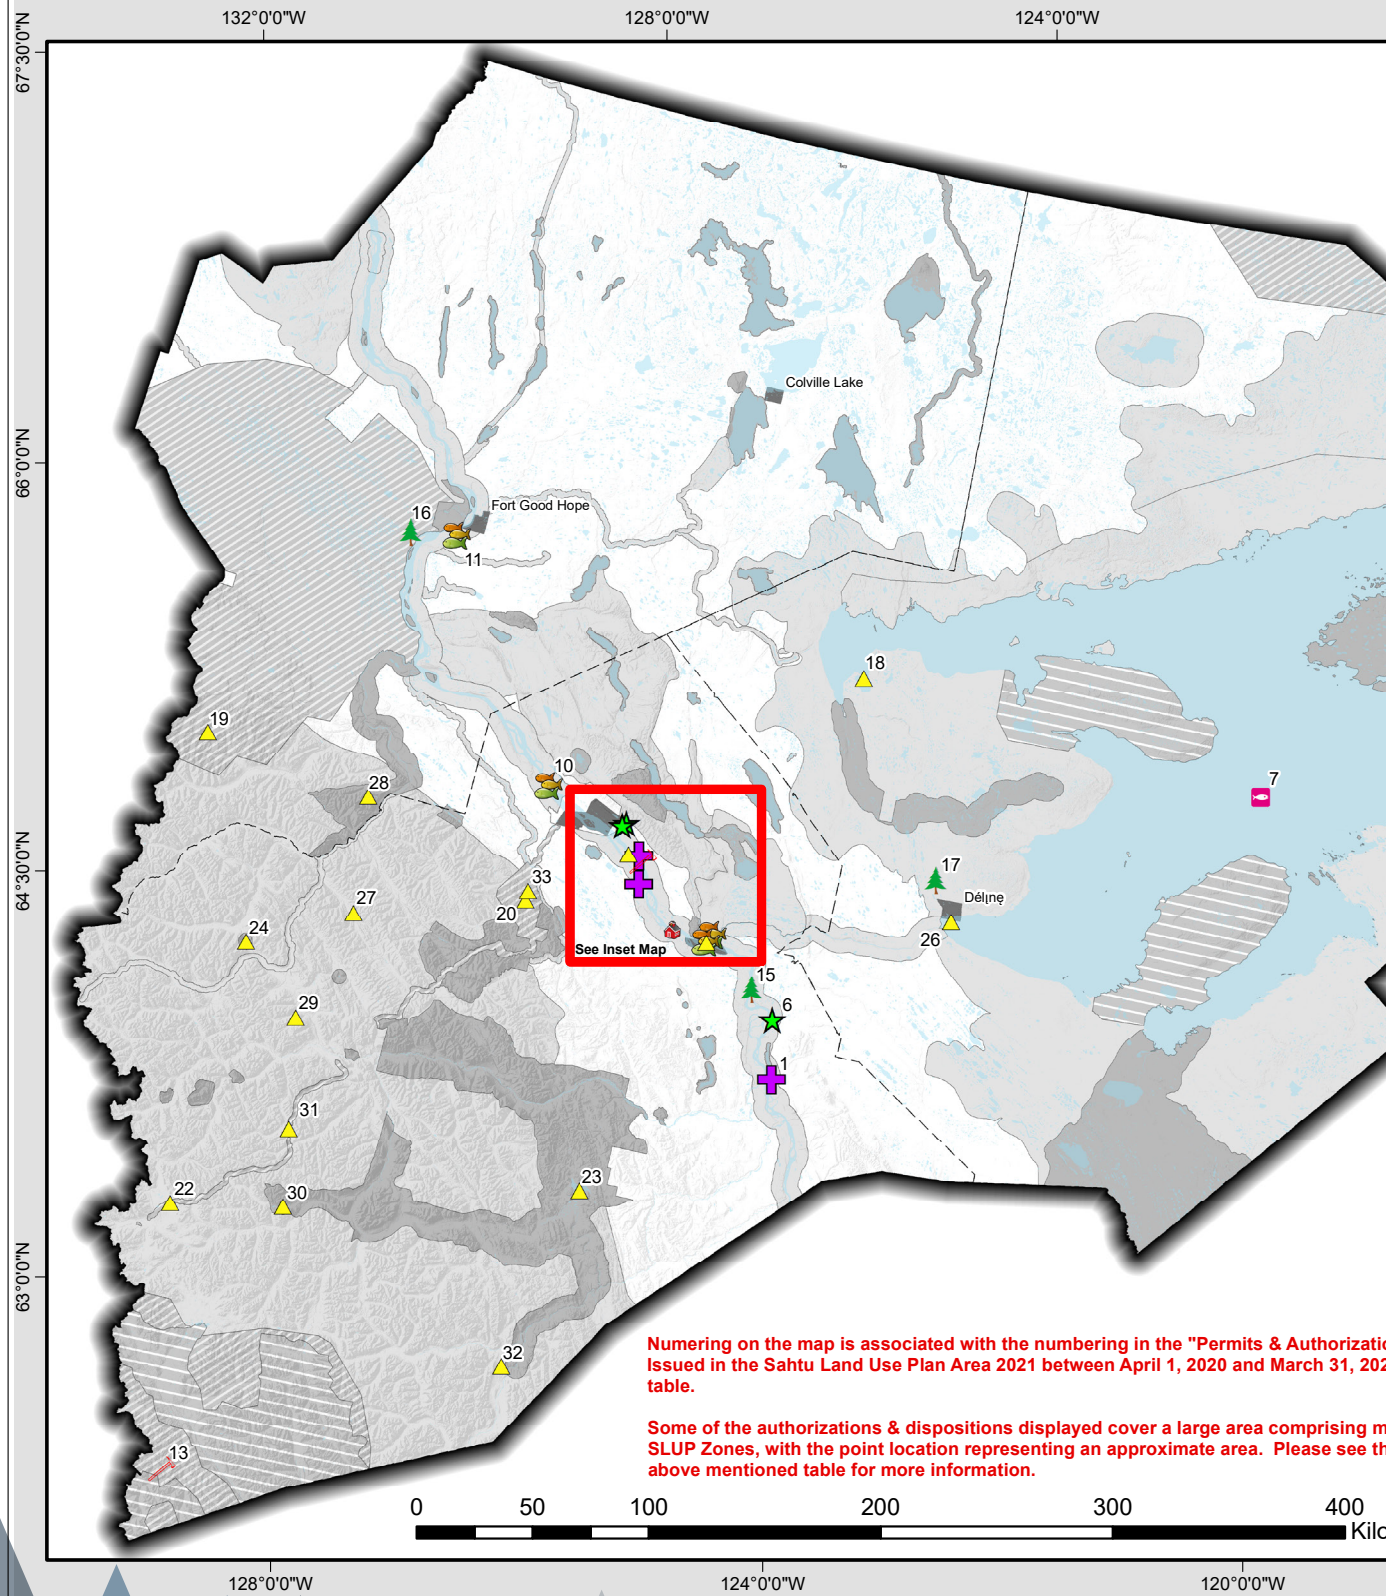 132°0'0"W
128°0'0"W
124°0'0"W
67°30'0"N
Colville Lake
66°0'0"N
Fort Good Hope
16
11
18
19
10
28
7
64°30'0"N
17
33
Délı̨nę
27
20
26
24
See Inset Map
15
6
29
1
31
23
22
30
63°0'0"N
Numering on the map is associated with the numbering in the "Permits & Authorizatio
Issued in the Sahtu Land Use Plan Area 2021 between April 1, 2020 and March 31, 202
table.
32
Some of the authorizations & dispositions displayed cover a large area comprising m
SLUP Zones, with the point location representing an approximate area. Please see th
above mentioned table for more information.
13
0 50 100 200 300 400
Kilo
128°0'0"W
124°0'0"W
120°0'0"W